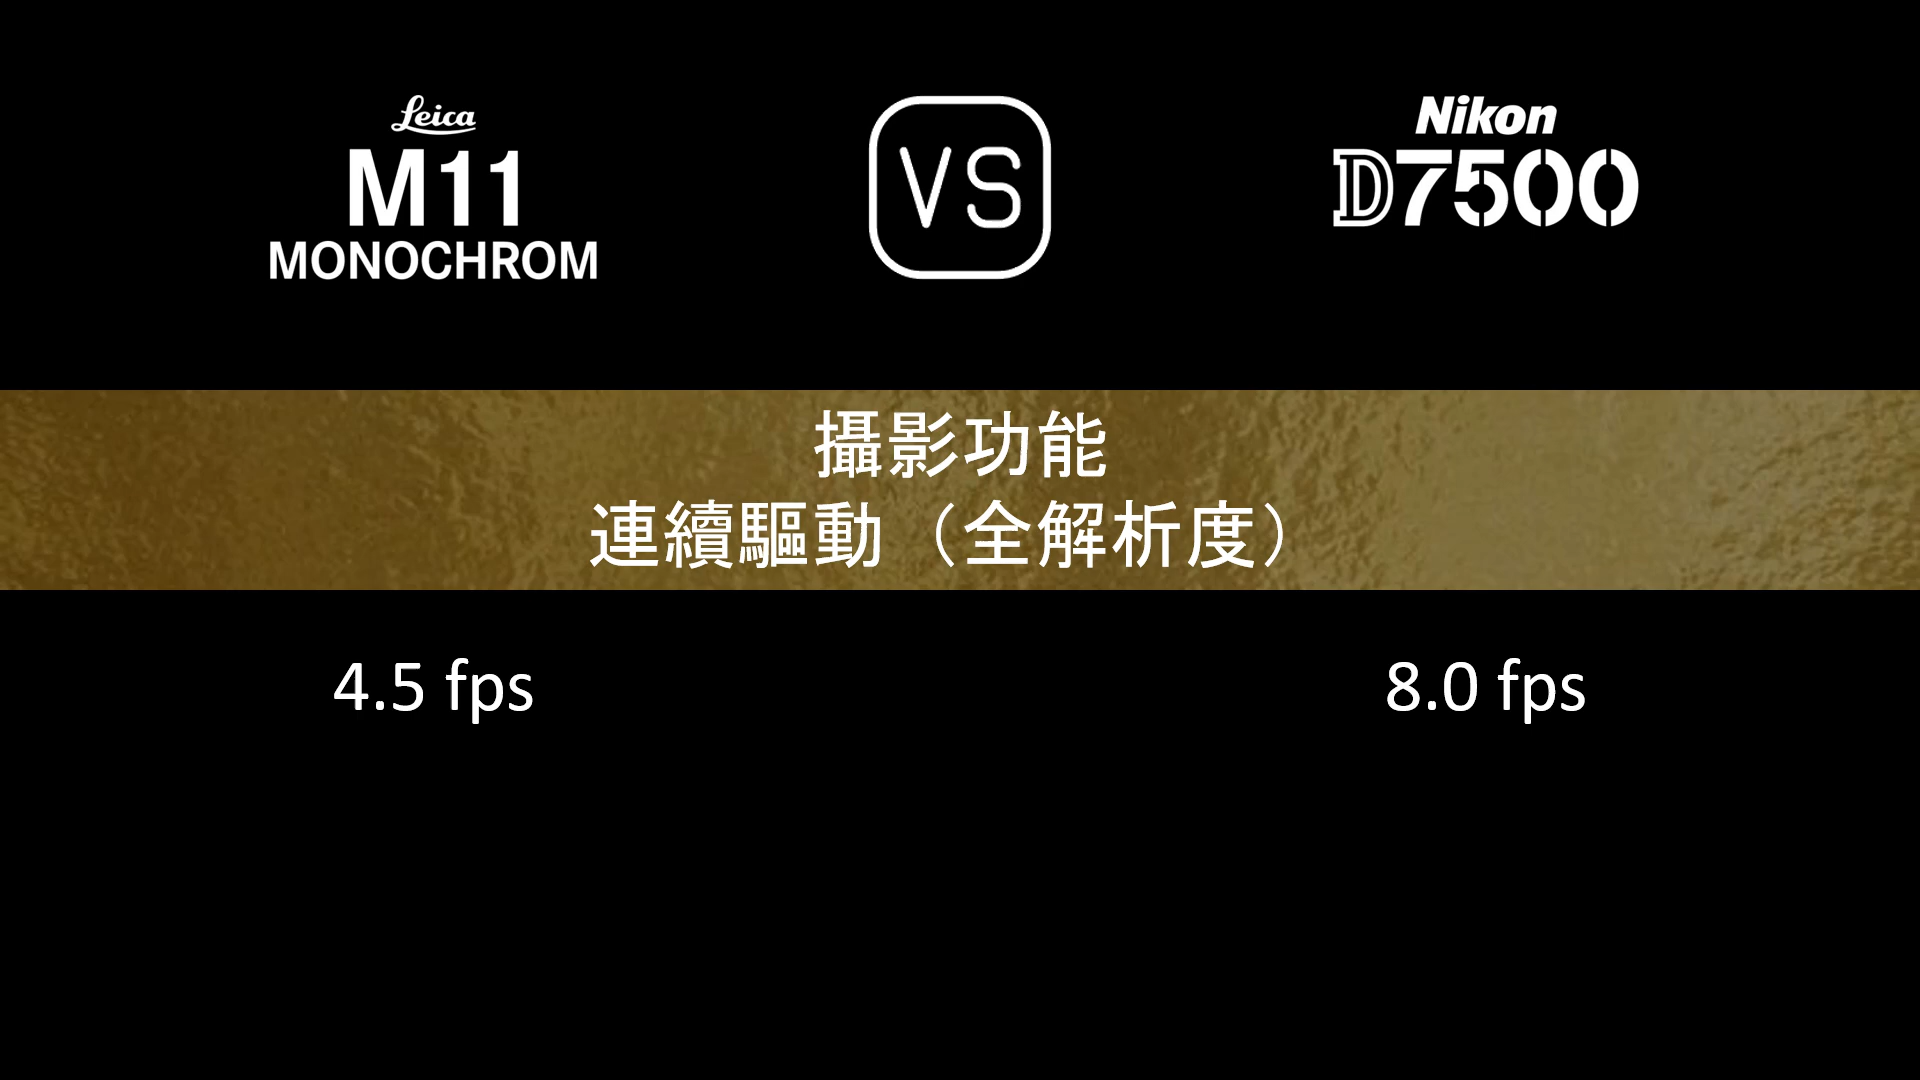 Leica
M11
MONOCHROM
VS
Nikon
D7500
攝影功能
連續驅動（全解析度）
4.5 fps
8.0 fps